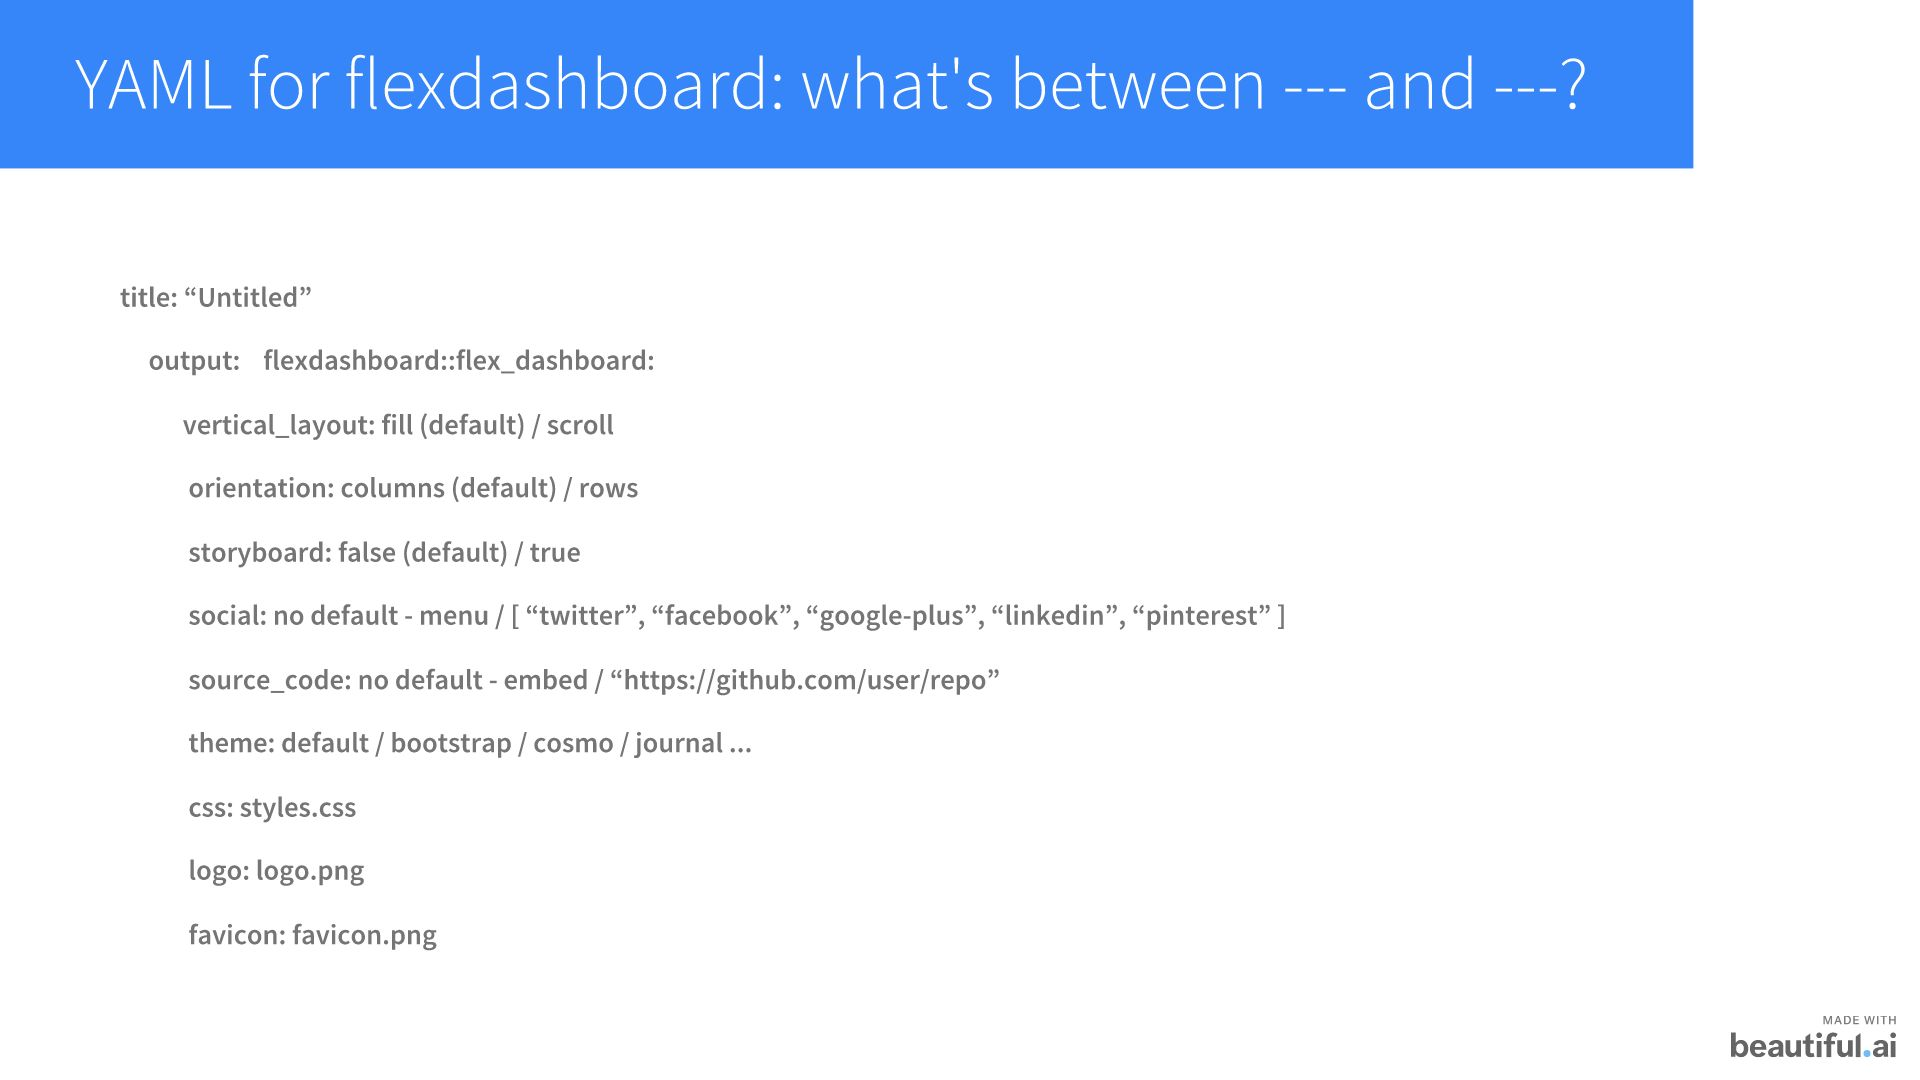 YAML for flexdashboard: what's between --- and ---?
title: “Untitled”
output: flexdashboard::flex_dashboard:
vertical_layout: fill (default) / scroll
orientation: columns (default) / rows
storyboard: false (default) / true
social: no default - menu / [ “twitter”, “facebook”, “google-plus”, “linkedin”, “pinterest” ]
source_code: no default - embed / “https://github.com/user/repo”
theme: default / bootstrap / cosmo / journal ...
css: styles.css
logo: logo.png
favicon: favicon.png
MADE WITH
beautiful.ai